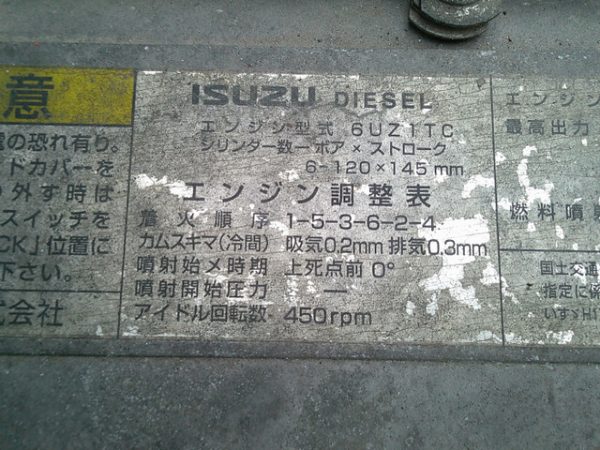 意
の恐れ有り。
ドカバーを
外す時は
スイッチを
CK」位置に
下さい。
式会社
ISUZU DIESEL
エンジン型式 6UZ1TC
シリンダー数ーボア×ストローク
6-120×145mm
エンジン調整表
着火順序 1-5-3-6-2-4
カムスキマ(冷間) 吸気0.2mm 排気0.3mm
噴射始メ時期 上死点前 0°
噴射開始圧力 ―
アイドル回転数 450rpm
エンジン
最高出力
燃料噴射
国土交通
指定に係
いすゞH1